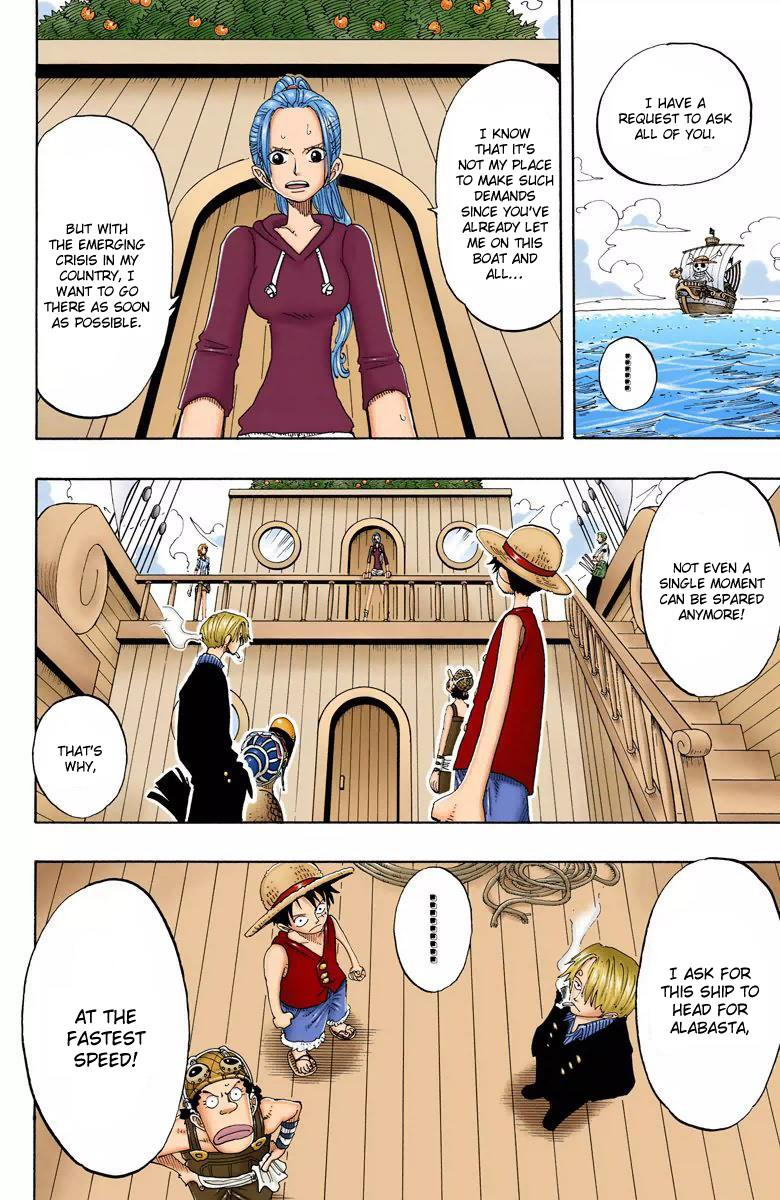 I HAVE A
REQUEST TO ASK
ALL OF YOU.
I KNOW
THAT IT'S
NOT MY PLACE
TO MAKE SUCH
DEMANDS
SINCE YOU'VE
ALREADY LET
ME ON THIS
BOAT AND
ALL...
BUT WITH
THE EMERGING
CRISIS IN MY
COUNTRY, I
WANT TO GO
THERE AS SOON
AS POSSIBLE.
NOT EVEN A
SINGLE MOMENT
CAN BE SPARED
ANYMORE!
THAT'S
WHY,
I ASK FOR
THIS SHIP TO
HEAD FOR
ALABASTA,
AT THE
FASTEST
SPEED!